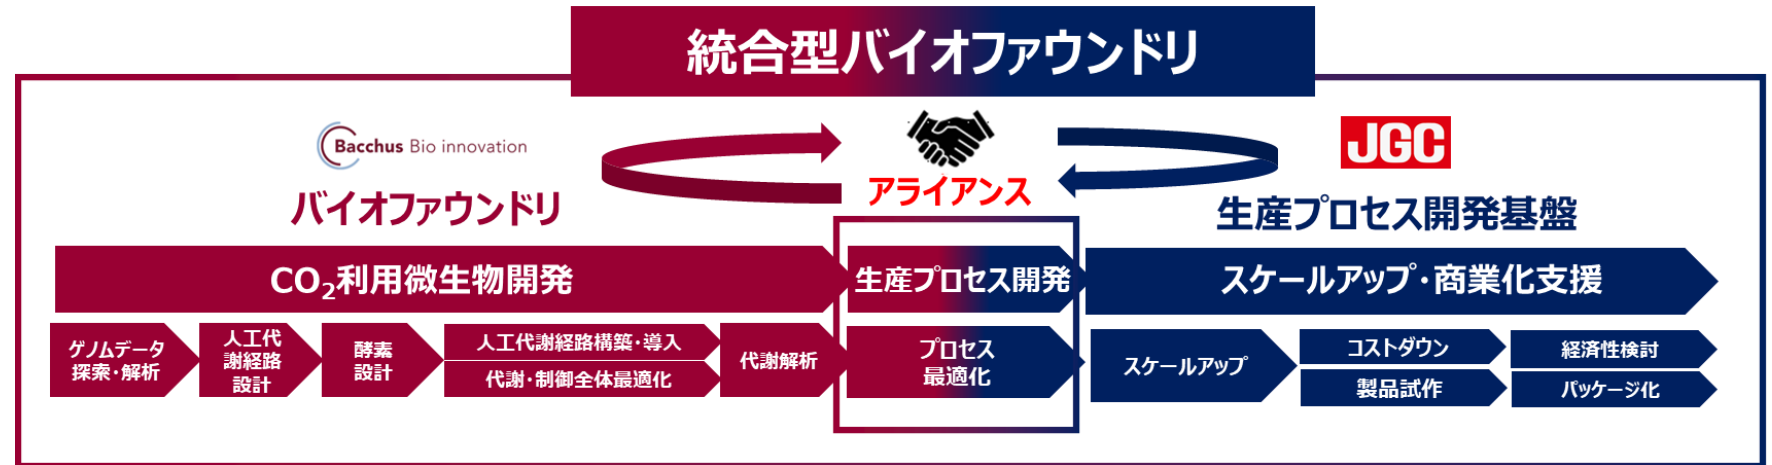 統合型バイオファウンドリ
Bacchus Bio innovation
バイオファウンドリ
アライアンス
JGC
生産プロセス開発基盤
CO₂利用微生物開発
生産プロセス開発
スケールアップ・商業化支援
ゲノムデータ
探索・解析
人工代
謝経路
設計
酵素
設計
人工代謝経路構築・導入
代謝・制御全体最適化
代謝解析
プロセス
最適化
スケールアップ
コストダウン
製品試作
経済性検討
パッケージ化